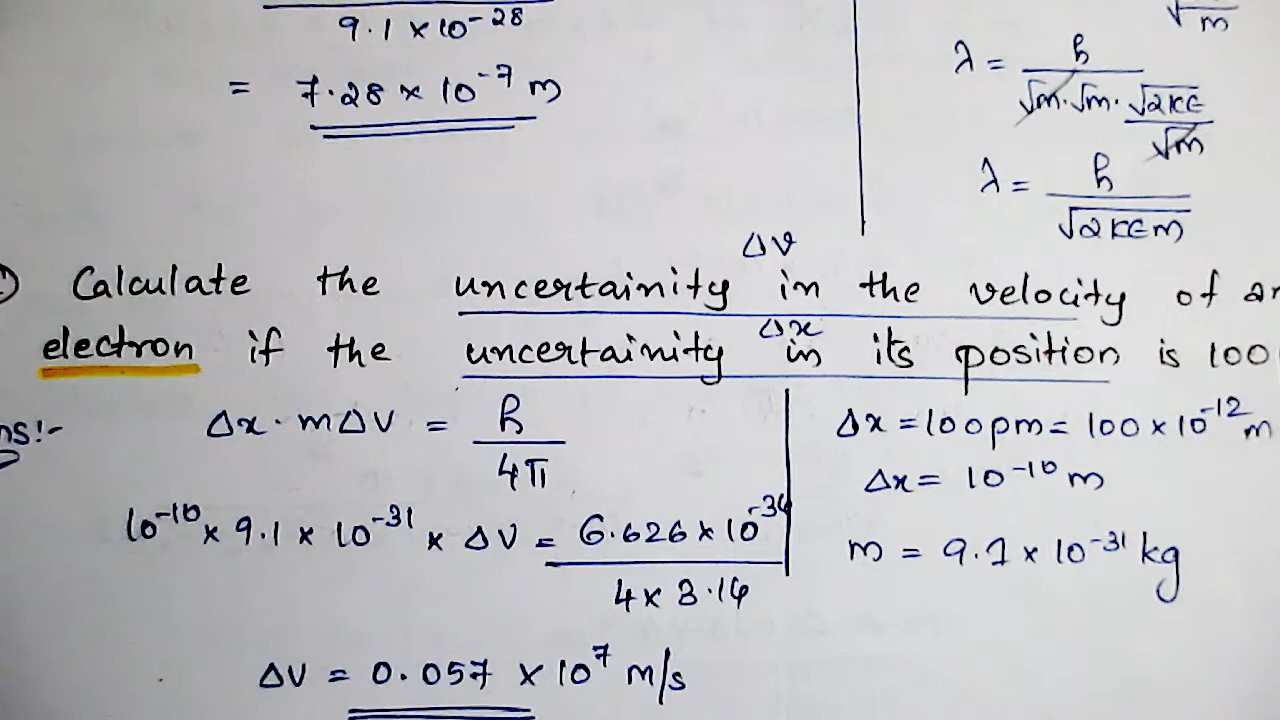 9.1 × 10⁻²⁸
= 7.28 × 10⁻⁷ m
√m
λ = h / √m · √m · √2KE / √m
λ = h / √2KEm
Δv
Calculate the uncertainity in the velocity of an
Δx
electron if the uncertainity in its position is 100
ns:- Δx · mΔV = h / 4π
10⁻¹⁰ × 9.1 × 10⁻³¹ × ΔV = 6.626 × 10⁻³⁴ / 4 × 3.14
ΔV = 0.057 × 10⁷ m/s
Δx = 100pm = 100 × 10⁻¹² m
Δx = 10⁻¹⁰ m
m = 9.1 × 10⁻³¹ kg